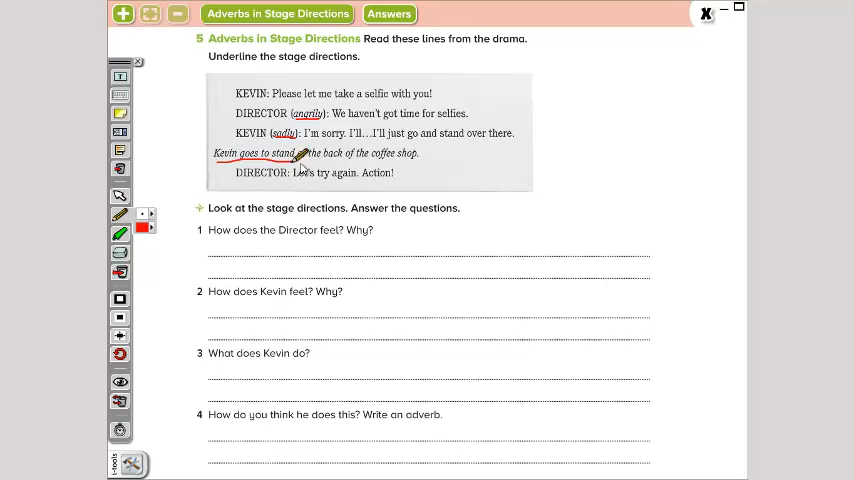 Adverbs in Stage Directions Answers X
5 Adverbs in Stage Directions Read these lines from the drama.
Underline the stage directions.
KEVIN: Please let me take a selfie with you!
DIRECTOR (angrily): We haven't got time for selfies.
KEVIN (sadly): I'm sorry. I'll...I'll just go and stand over there.
Kevin goes to stand the back of the coffee shop.
DIRECTOR: Let's try again. Action!
Look at the stage directions. Answer the questions.
1 How does the Director feel? Why?
2 How does Kevin feel? Why?
3 What does Kevin do?
4 How do you think he does this? Write an adverb.
t-tools